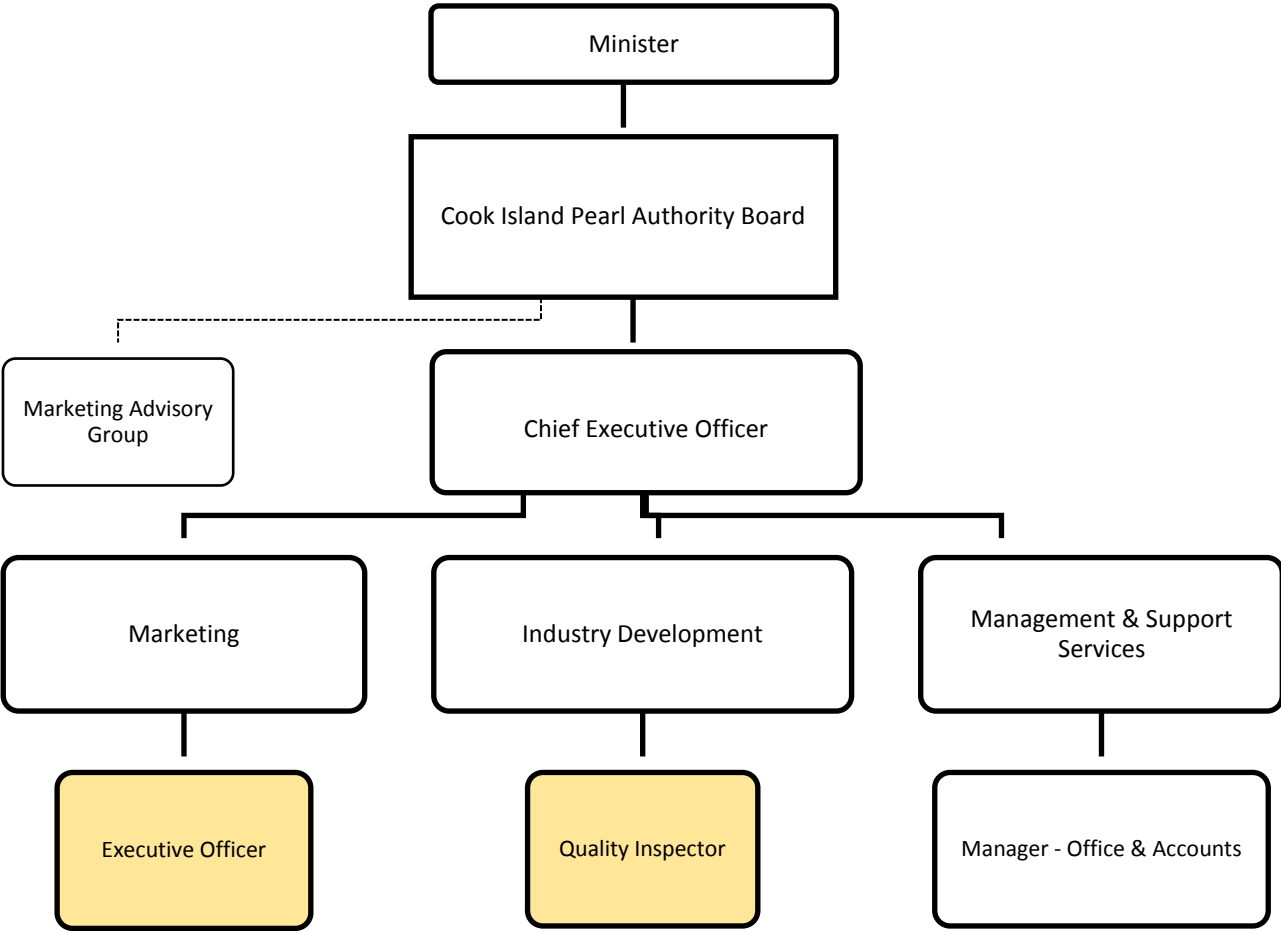 Minister
Cook Island Pearl Authority Board
Marketing Advisory
Group
Chief Executive Officer
Marketing
Industry Development
Management & Support
Services
Executive Officer
Quality Inspector
Manager - Office & Accounts